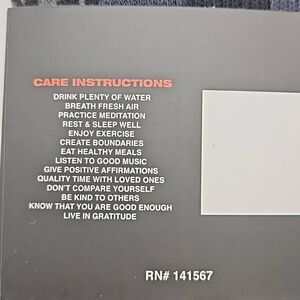 CARE INSTRUCTIONS
DRINK PLENTY OF WATER
BREATH FRESH AIR
PRACTICE MEDITATION
REST & SLEEP WELL
ENJOY EXERCISE
CREATE BOUNDARIES
EAT HEALTHY MEALS
LISTEN TO GOOD MUSIC
GIVE POSITIVE AFFIRMATIONS
QUALITY TIME WITH LOVED ONES
DON'T COMPARE YOURSELF
BE KIND TO OTHERS
KNOW THAT YOU ARE GOOD ENOUGH
LIVE IN GRATITUDE
RN# 141567